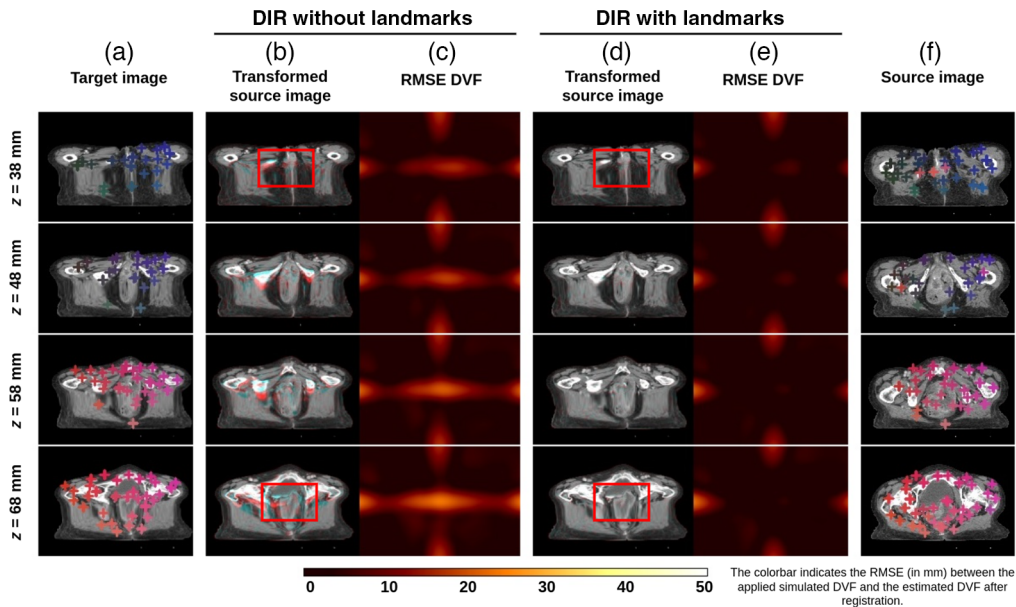 DIR without landmarks
DIR with landmarks
(a)
(b)
(c)
(d)
(e)
(f)
Target image
Transformed
source image
RMSE DVF
Transformed
source image
RMSE DVF
Source image
z = 38 mm
z = 48 mm
z = 58 mm
z = 68 mm
0
10
20
30
40
50
The colorbar indicates the RMSE (in mm) between the
applied simulated DVF and the estimated DVF after
registration.